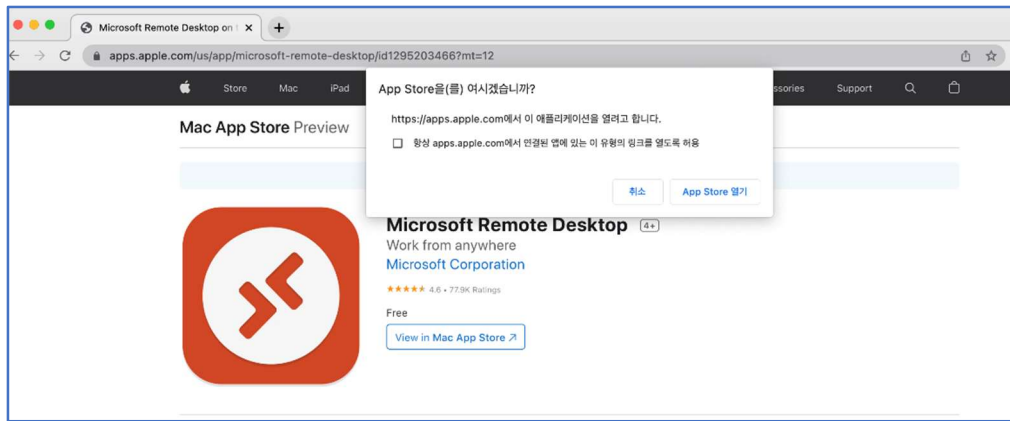 Microsoft Remote Desktop on t
apps.apple.com/us/app/microsoft-remote-desktop/id1295203466?mt=12
Store Mac iPad ssories Support
App Store을(를) 여시겠습니까?
https://apps.apple.com에서 이 애플리케이션을 열려고 합니다.
항상 apps.apple.com에서 연결된 앱에 있는 이 유형의 링크를 열도록 허용
취소 App Store 열기
Mac App Store Preview
Microsoft Remote Desktop 4+
Work from anywhere
Microsoft Corporation
★★★★★ 4.6 • 77.9K Ratings
Free
View in Mac App Store ↗